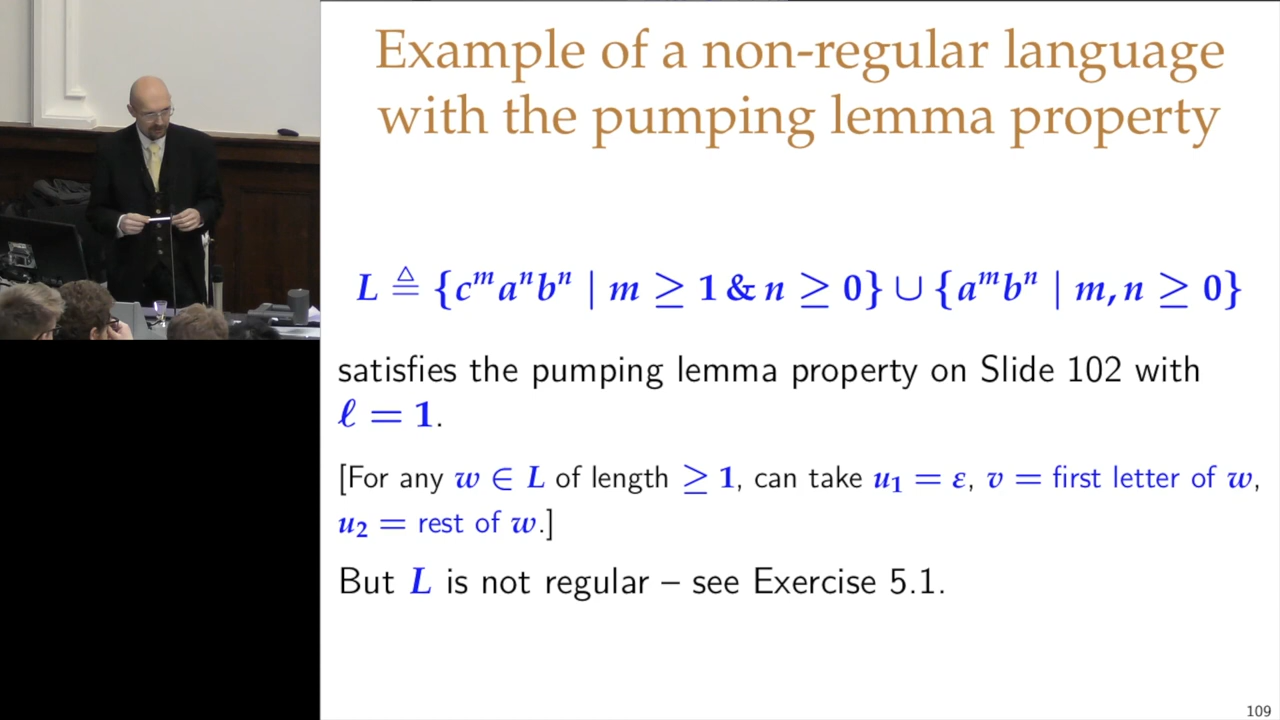 Example of a non-regular language
with the pumping lemma property
L ≜ {cᵐaⁿbⁿ | m ≥ 1 & n ≥ 0} ∪ {aᵐbⁿ | m, n ≥ 0}
satisfies the pumping lemma property on Slide 102 with
ℓ = 1.
[For any w ∈ L of length ≥ 1, can take u₁ = ε, v = first letter of w,
u₂ = rest of w.]
But L is not regular – see Exercise 5.1.
109